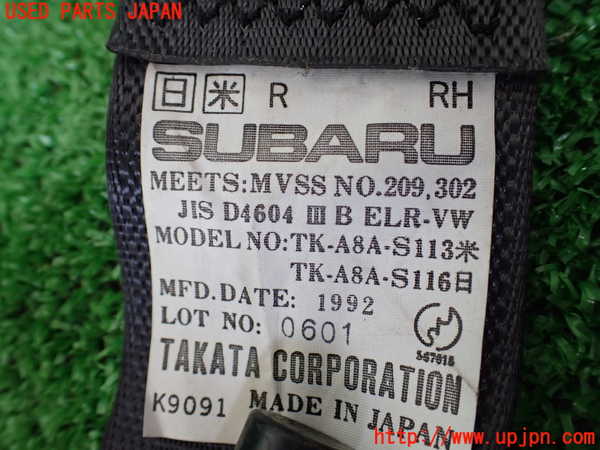 USED PARTS JAPAN
日 米 R RH
SUBARU
MEETS:MVSS NO.209,302
JIS D4604 Ⅲ B ELR-VW
MODEL NO:TK-A8A-S113米
TK-A8A-S116日
MFD.DATE: 1992
LOT NO: 0601
TAKATA CORPORATION
K9091 MADE IN JAPAN
http://www.upjpn.com